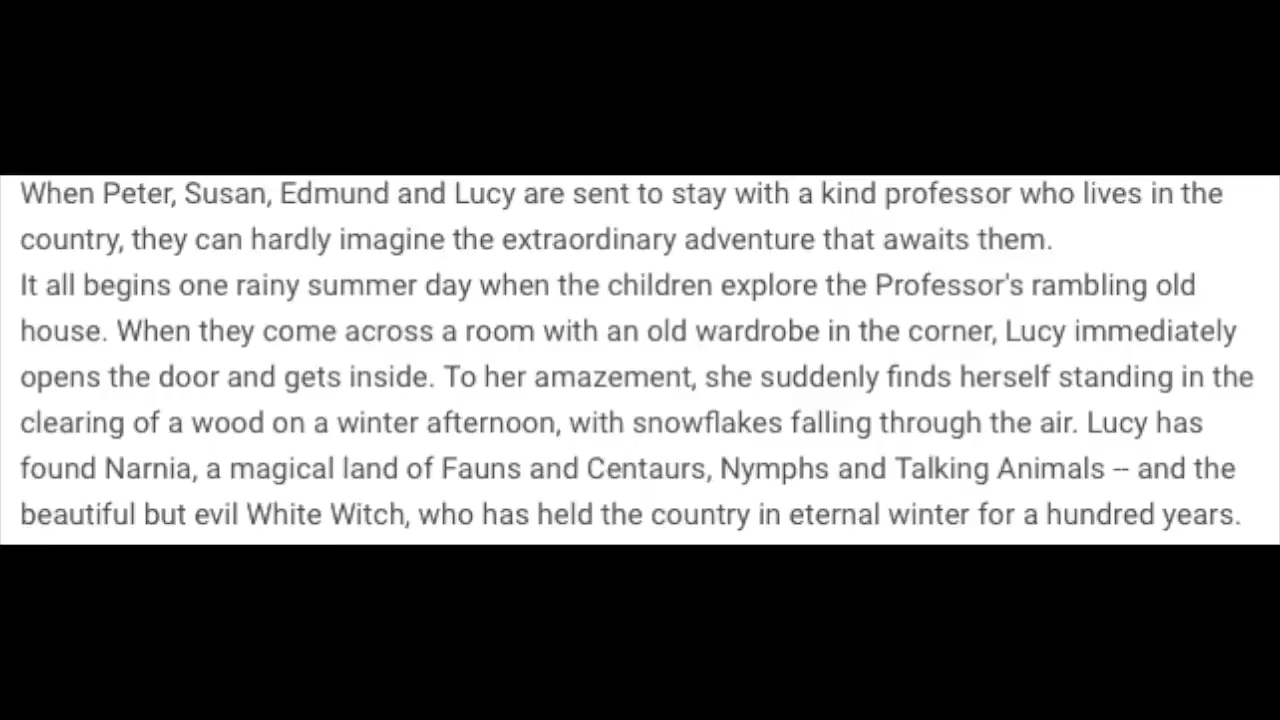 When Peter, Susan, Edmund and Lucy are sent to stay with a kind professor who lives in the
country, they can hardly imagine the extraordinary adventure that awaits them.
It all begins one rainy summer day when the children explore the Professor's rambling old
house. When they come across a room with an old wardrobe in the corner, Lucy immediately
opens the door and gets inside. To her amazement, she suddenly finds herself standing in the
clearing of a wood on a winter afternoon, with snowflakes falling through the air. Lucy has
found Narnia, a magical land of Fauns and Centaurs, Nymphs and Talking Animals -- and the
beautiful but evil White Witch, who has held the country in eternal winter for a hundred years.